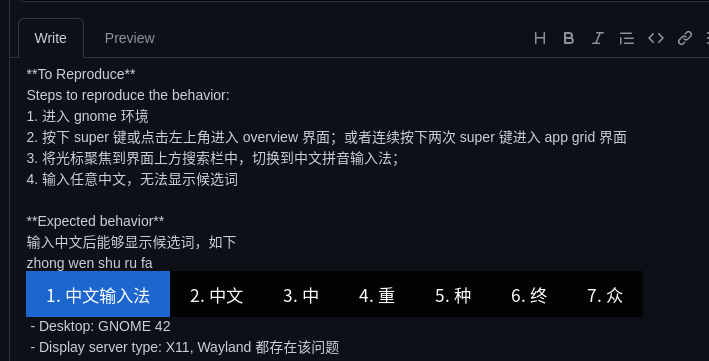 Write Preview
**To Reproduce**
Steps to reproduce the behavior:
1. 进入 gnome 环境
2. 按下 super 键或点击左上角进入 overview 界面；或者连续按下两次 super 键进入 app grid 界面
3. 将光标聚焦到界面上方搜索栏中，切换到中文拼音输入法；
4. 输入任意中文，无法显示候选词
**Expected behavior**
输入中文后能够显示候选词，如下
zhong wen shu ru fa
1. 中文输入法 2. 中文 3. 中 4. 重 5. 种 6. 终 7. 众
- Desktop: GNOME 42
- Display server type: X11, Wayland 都存在该问题